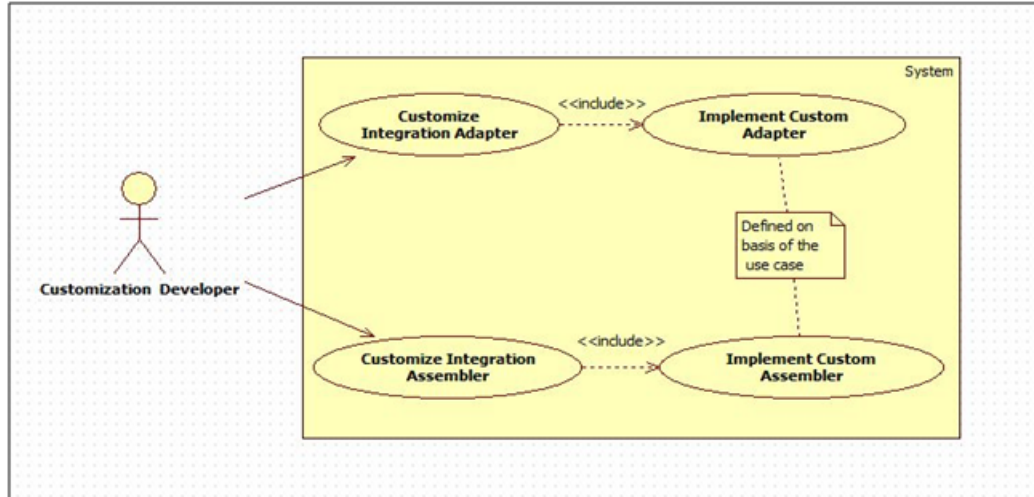 System
<<include>>
Customize
Integration Adapter
Implement Custom
Adapter
Defined on
basis of the
use case
Customization Developer
<<include>>
Customize Integration
Assembler
Implement Custom
Assembler